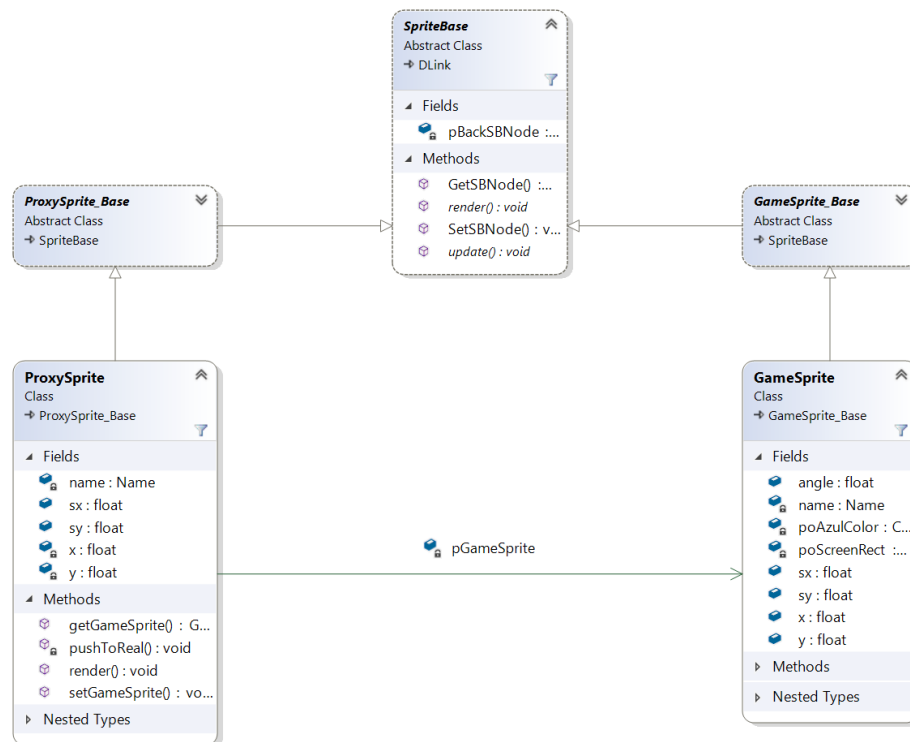 SpriteBase
Abstract Class
DLink
Fields
pBackSBNode :...
Methods
GetSBNode() :...
render() : void
SetSBNode() : v...
update() : void
ProxySprite_Base
Abstract Class
SpriteBase
GameSprite_Base
Abstract Class
SpriteBase
ProxySprite
Class
ProxySprite_Base
Fields
name : Name
sx : float
sy : float
x : float
y : float
Methods
getGameSprite() : G...
pushToReal() : void
render() : void
setGameSprite() : vo...
Nested Types
pGameSprite
GameSprite
Class
GameSprite_Base
Fields
angle : float
name : Name
poAzulColor : C...
poScreenRect :...
sx : float
sy : float
x : float
y : float
Methods
Nested Types